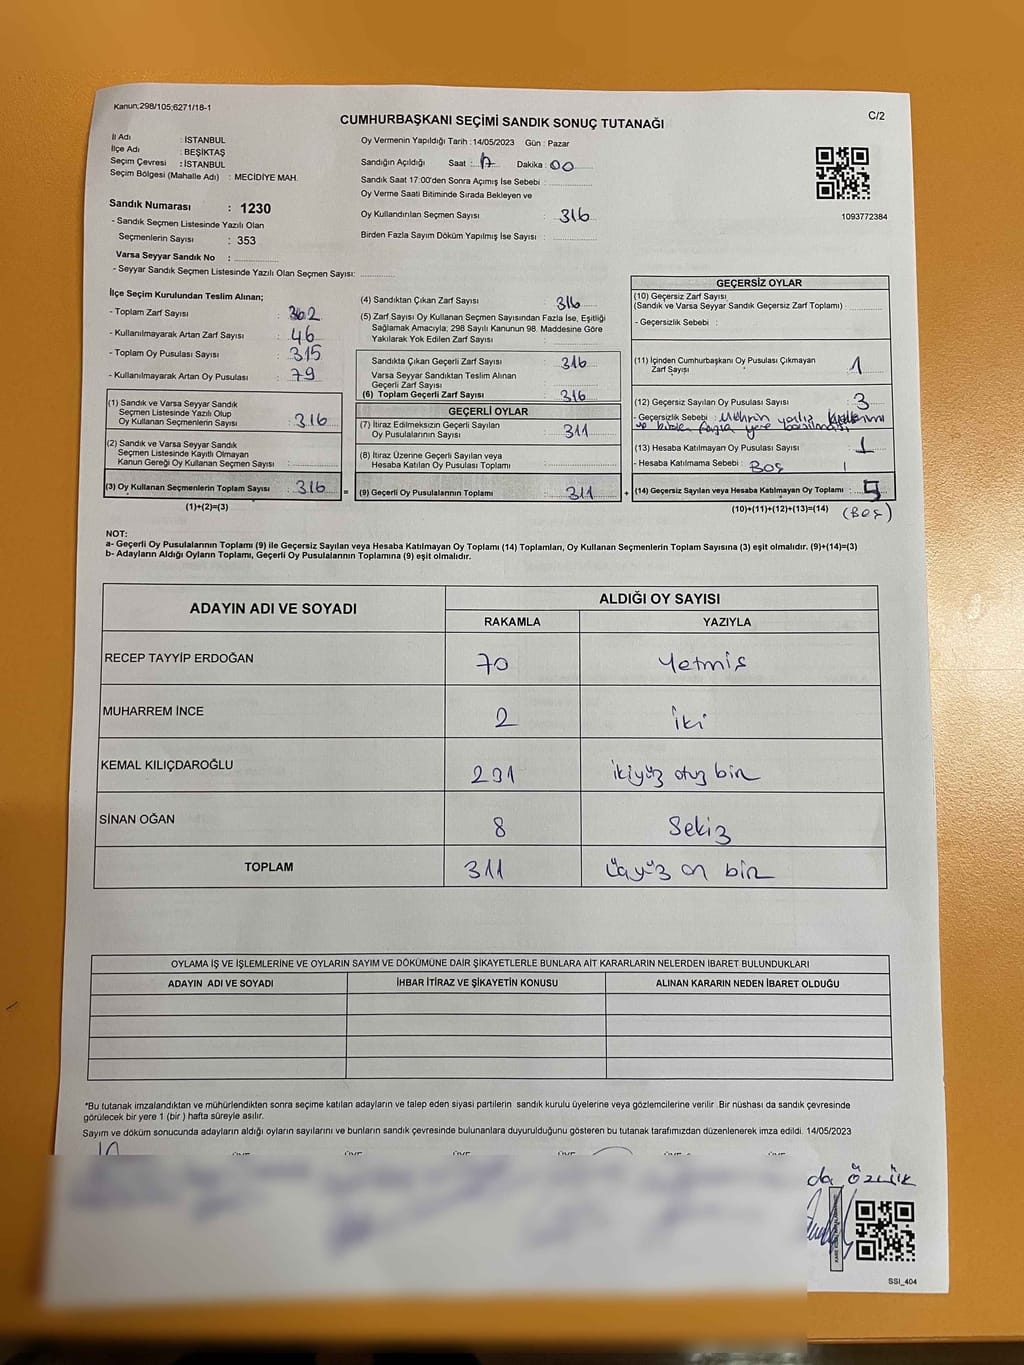 Kanun;298/105;6271/18-1
C/2
CUMHURBAŞKANI SEÇİMİ SANDIK SONUÇ TUTANAĞI
İl Adı : İSTANBUL
İlçe Adı : BEŞİKTAŞ
Seçim Çevresi : İSTANBUL
Seçim Bölgesi (Mahalle Adı) : MECİDİYE MAH.
Sandık Numarası : 1230
- Sandık Seçmen Listesinde Yazılı Olan
Seçmenlerin Sayısı : 353
Varsa Seyyar Sandık No :
- Seyyar Sandık Seçmen Listesinde Yazılı Olan Seçmen Sayısı:
Oy Vermenin Yapıldığı Tarih :14/05/2023 Gün : Pazar
Sandığın Açıldığı Saat : 17 Dakika : 00
Sandık Saat 17:00'den Sonra Açımış İse Sebebi :
Oy Verme Saati Bitiminde Sırada Bekleyen ve
Oy Kullandırılan Seçmen Sayısı : 316
Birden Fazla Sayım Döküm Yapılmış İse Sayısı :
1093772384
İlçe Seçim Kurulundan Teslim Alınan;
- Toplam Zarf Sayısı : 362
- Kullanılmayarak Artan Zarf Sayısı : 46
- Toplam Oy Pusulası Sayısı : 315
- Kullanılmayarak Artan Oy Pusulası : 79
(1) Sandık ve Varsa Seyyar Sandık
Seçmen Listesinde Yazılı Olup
Oy Kullanan Seçmenlerin Sayısı : 316
(2) Sandık ve Varsa Seyyar Sandık
Seçmen Listesinde Kayıtlı Olmayan
Kanun Gereği Oy Kullanan Seçmen Sayısı :
(3) Oy Kullanan Seçmenlerin Toplam Sayısı : 316 =
(1)+(2)=(3)
(4) Sandıktan Çıkan Zarf Sayısı : 316
(5) Zarf Sayısı Oy Kullanan Seçmen Sayısından Fazla İse, Eşitliği
Sağlamak Amacıyla; 298 Sayılı Kanunun 98. Maddesine Göre
Yakılarak Yok Edilen Zarf Sayısı :
Sandıkta Çıkan Geçerli Zarf Sayısı : 316
Varsa Seyyar Sandıktan Teslim Alınan
Geçerli Zarf Sayısı :
(6) Toplam Geçerli Zarf Sayısı : 316
GEÇERLİ OYLAR
(7) İtiraz Edilmeksizin Geçerli Sayılan
Oy Pusulalarının Sayısı : 311
(8) İtiraz Üzerine Geçerli Sayılan veya
Hesaba Katılan Oy Pusulası Toplamı :
(9) Geçerli Oy Pusulalarının Toplamı : 311 +
GEÇERSİZ OYLAR
(10) Geçersiz Zarf Sayısı
(Sandık ve Varsa Seyyar Sandık Geçersiz Zarf Toplamı) :
- Geçersizlik Sebebi :
(11) İçinden Cumhurbaşkanı Oy Pusulası Çıkmayan
Zarf Sayısı : 1
(12) Geçersiz Sayılan Oy Pusulası Sayısı : 3
- Geçersizlik Sebebi : Mührün yanlış kullanımı
ve birden fazla yere basılması
(13) Hesaba Katılmayan Oy Pusulası Sayısı : 1
- Hesaba Katılmama Sebebi : BOŞ
(14) Geçersiz Sayılan veya Hesaba Katılmayan Oy Toplamı : 5
(10)+(11)+(12)+(13)=(14) (BOŞ)
NOT:
a- Geçerli Oy Pusulalarının Toplamı (9) ile Geçersiz Sayılan veya Hesaba Katılmayan Oy Toplamı (14) Toplamları, Oy Kullanan Seçmenlerin Toplam Sayısına (3) eşit olmalıdır. (9)+(14)=(3)
b- Adayların Aldığı Oyların Toplamı, Geçerli Oy Pusulalarının Toplamına (9) eşit olmalıdır.
ADAYIN ADI VE SOYADI ALDIĞI OY SAYISI
RAKAMLA YAZIYLA
RECEP TAYYİP ERDOĞAN 70 Yetmiş
MUHARREM İNCE 2 İki
KEMAL KILIÇDAROĞLU 231 ikiyüz otuz bir
SİNAN OĞAN 8 Sekiz
TOPLAM 311 üçyüz on bir
OYLAMA İŞ VE İŞLEMLERİNE VE OYLARIN SAYIM VE DÖKÜMÜNE DAİR ŞİKAYETLERLE BUNLARA AİT KARARLARIN NELERDEN İBARET BULUNDUKLARI
ADAYIN ADI VE SOYADI İHBAR İTİRAZ VE ŞİKAYETİN KONUSU ALINAN KARARIN NEDEN İBARET OLDUĞU
*Bu tutanak imzalandıktan ve mühürlendikten sonra seçime katılan adayların ve talep eden siyasi partilerin sandık kurulu üyelerine veya gözlemcilerine verilir .Bir nüshası da sandık çevresinde
görülecek bir yere 1 (bir ) hafta süreyle asılır.
Sayım ve döküm sonucunda adayların aldığı oyların sayılarını ve bunların sandık çevresinde bulunanlara duyurulduğunu gösteren bu tutanak tarafımızdan düzenlenerek imza edildi. 14/05/2023
SSI_404